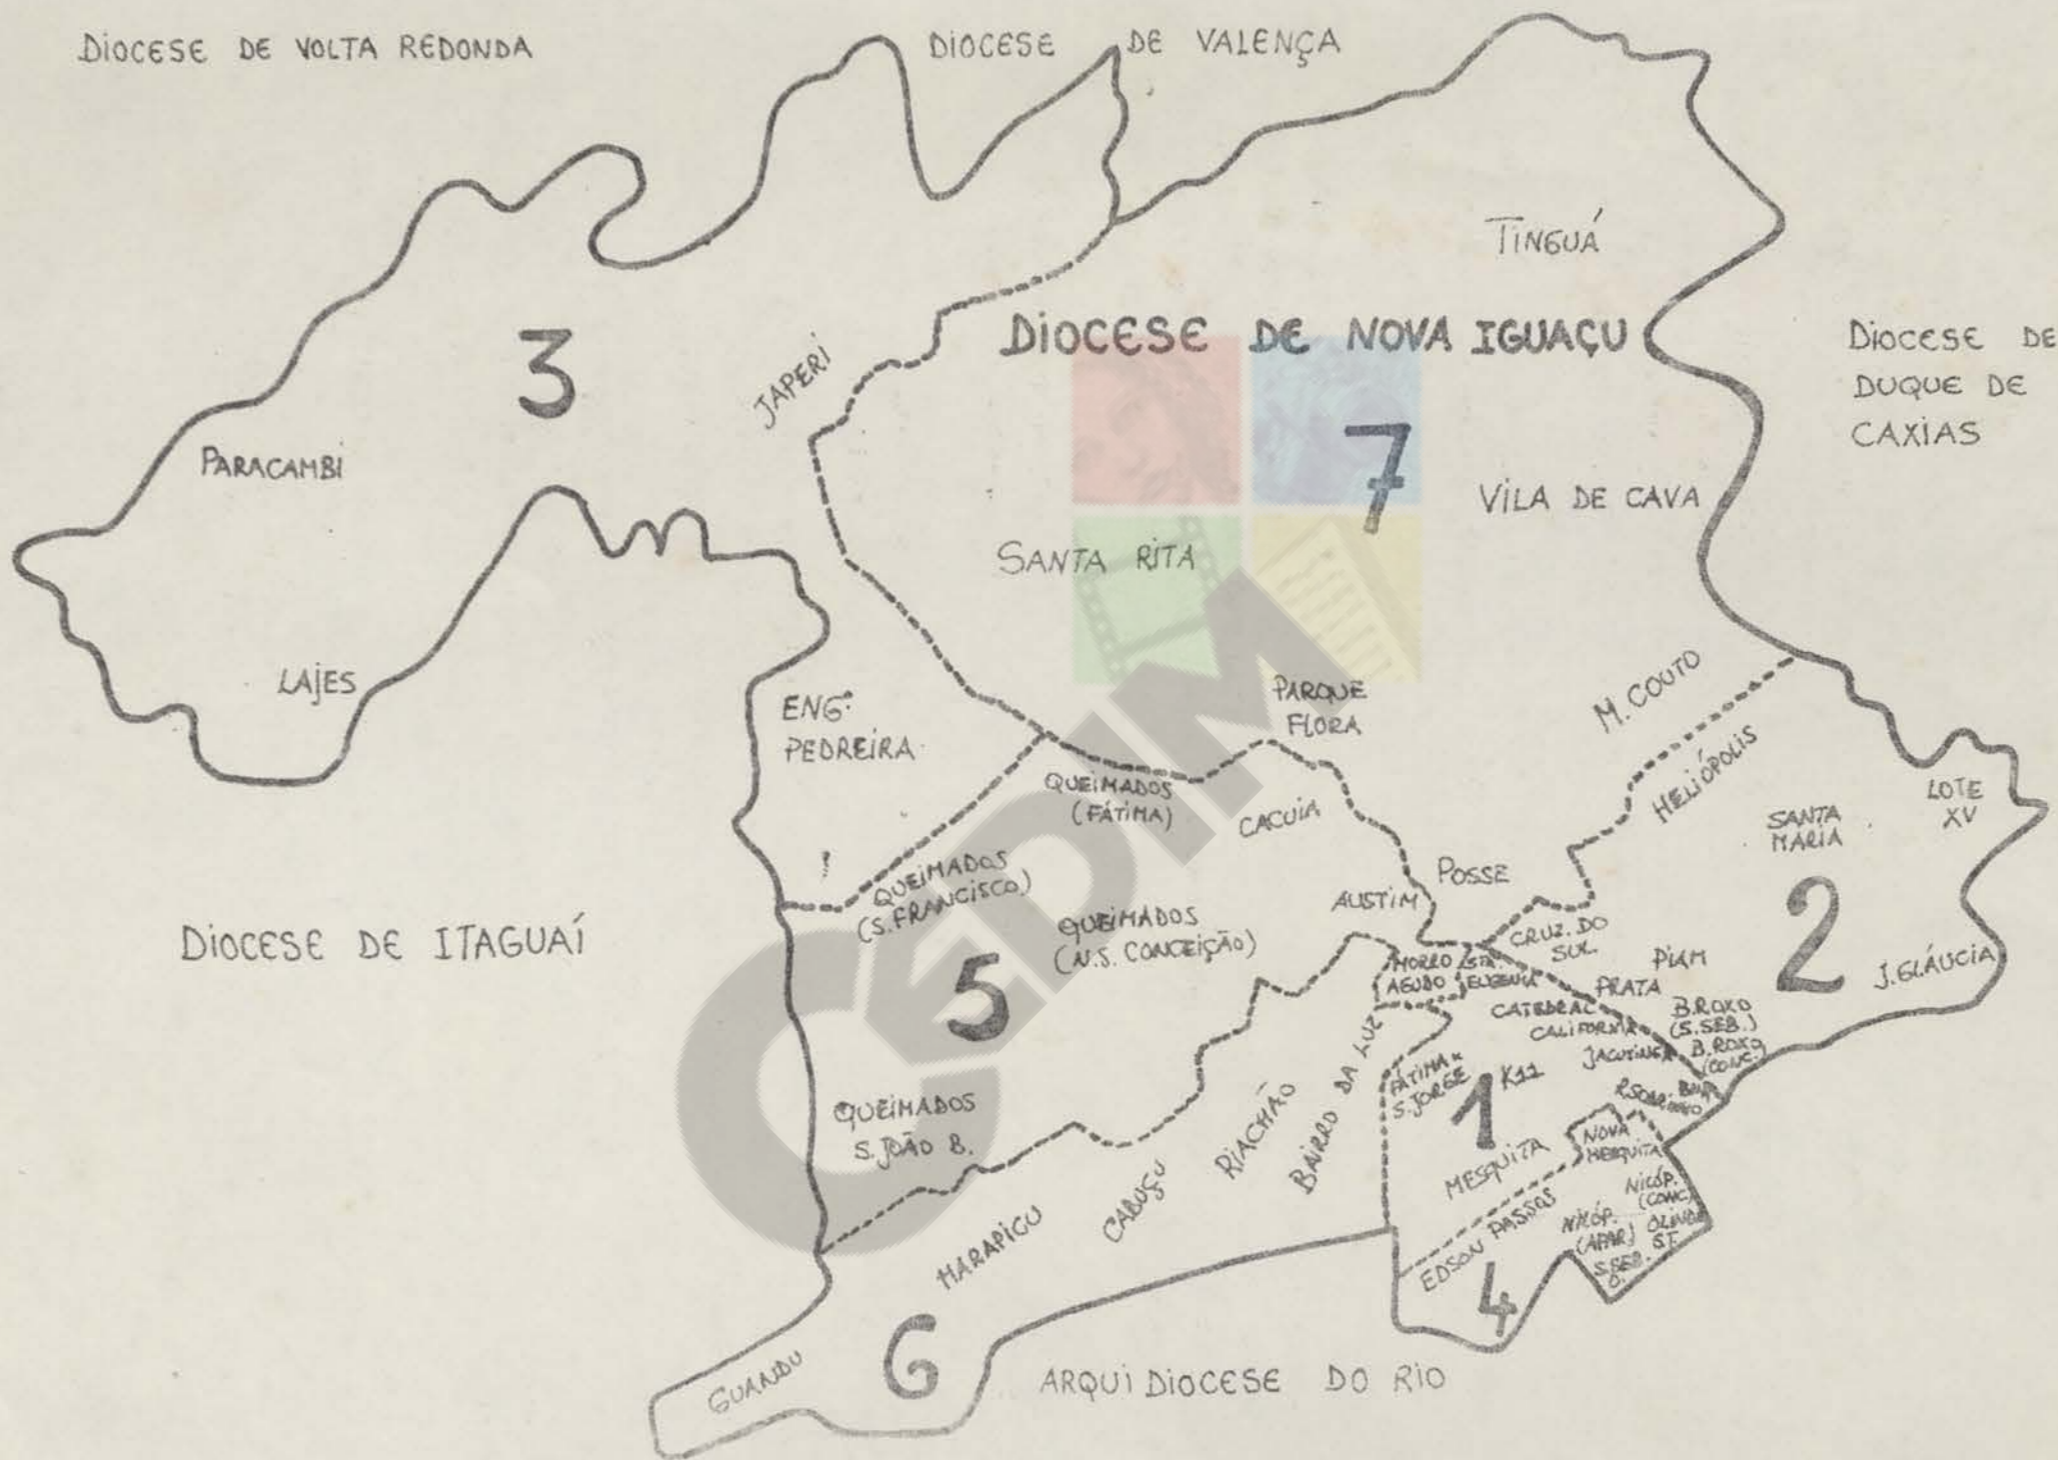 DIOCESE DE VOLTA REDONDA
DIOCESE DE VALENÇA
TINGUÁ
DIOCESE DE NOVA IGUAÇU
DIOCESE DE
DUQUE DE
CAXIAS
3
JAPERI
7
PARACAMBI
VILA DE CAVA
SANTA RITA
LAJES
ENGº
PEDREIRA
PARQUE
FLORA
M. COUTO
HELIÓPOLIS
QUEIMADOS
(FÁTIMA)
CACUIA
SANTA
MARIA
LOTE
XV
QUEIMADOS
(S. FRANCISCO)
POSSE
AUSTIM
2
DIOCESE DE ITAGUAÍ
QUEIMADOS
(N.S. CONCEIÇÃO)
CRUZ. DO
SUL
PIAM
J. GLÁUCIA
5
MORRO
AGUDO
STA.
EUGENIA
PRATA
CATEDRAL
CALIFORNIA
B. ROXO
(S. SEB.)
JACUTINGA
B. ROXO
(CONC.)
FÁTIMA
S. JORGE
K11
1
BAIRRO DA LUZ
RIACHÃO
QUEIMADOS
S. JOÃO B.
NOVA
MESQUITA
MESQUITA
CABUÇU
MARAPICU
EDSON PASSOS
NILÓP.
(CONC.)
NILÓP.
(APAR.)
OLINDA
S. SEB.
4
6
GUANDU
ARQUIDIOCESE DO RIO
CEDIM